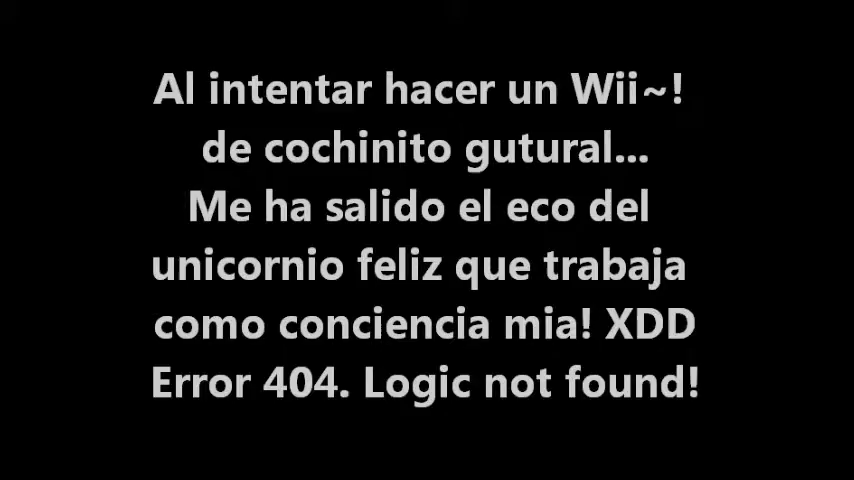 Al intentar hacer un Wii~!
de cochinito gutural...
Me ha salido el eco del
unicornio feliz que trabaja
como conciencia mia! XDD
Error 404. Logic not found!